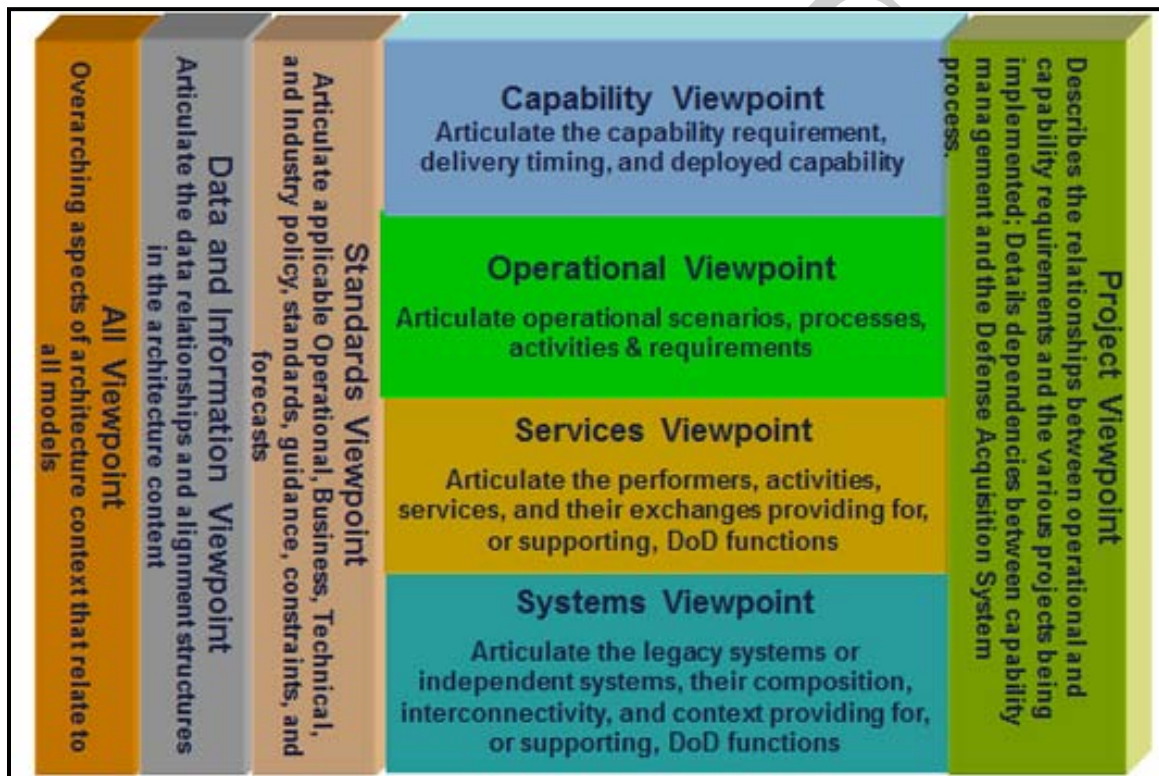 All Viewpoint
Overarching aspects of architecture context that relate to
all models
Data and Information Viewpoint
Articulate the data relationships and alignment structures
in the architecture content
Standards Viewpoint
Articulate applicable Operational, Business, Technical,
and Industry policy, standards, guidance, constraints, and
forecasts
Capability Viewpoint
Articulate the capability requirement,
delivery timing, and deployed capability
Operational Viewpoint
Articulate operational scenarios, processes,
activities & requirements
Services Viewpoint
Articulate the performers, activities,
services, and their exchanges providing for,
or supporting, DoD functions
Systems Viewpoint
Articulate the legacy systems or
independent systems, their composition,
interconnectivity, and context providing for,
or supporting, DoD functions
Project Viewpoint
Describes the relationships between operational and
capability requirements and the various projects being
implemented; Details dependencies between capability
management and the Defense Acquisition System
process.